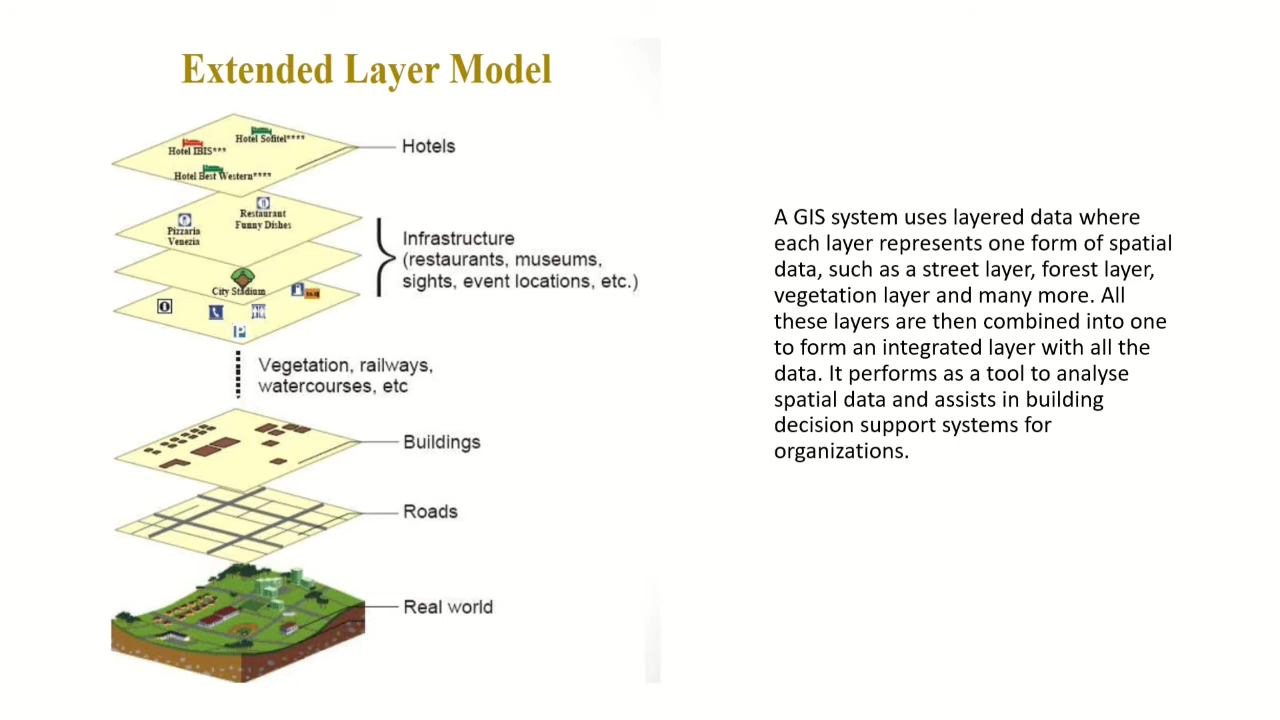 Extended Layer Model
Hotel Sofitel****
Hotel IBIS***
Hotel Best Western****
Hotels
Restaurant
Funny Dishes
Pizzaria
Venezia
City Stadium
P
Infrastructure
(restaurants, museums,
sights, event locations, etc.)
Vegetation, railways,
watercourses, etc
Buildings
Roads
Real world
A GIS system uses layered data where
each layer represents one form of spatial
data, such as a street layer, forest layer,
vegetation layer and many more. All
these layers are then combined into one
to form an integrated layer with all the
data. It performs as a tool to analyse
spatial data and assists in building
decision support systems for
organizations.